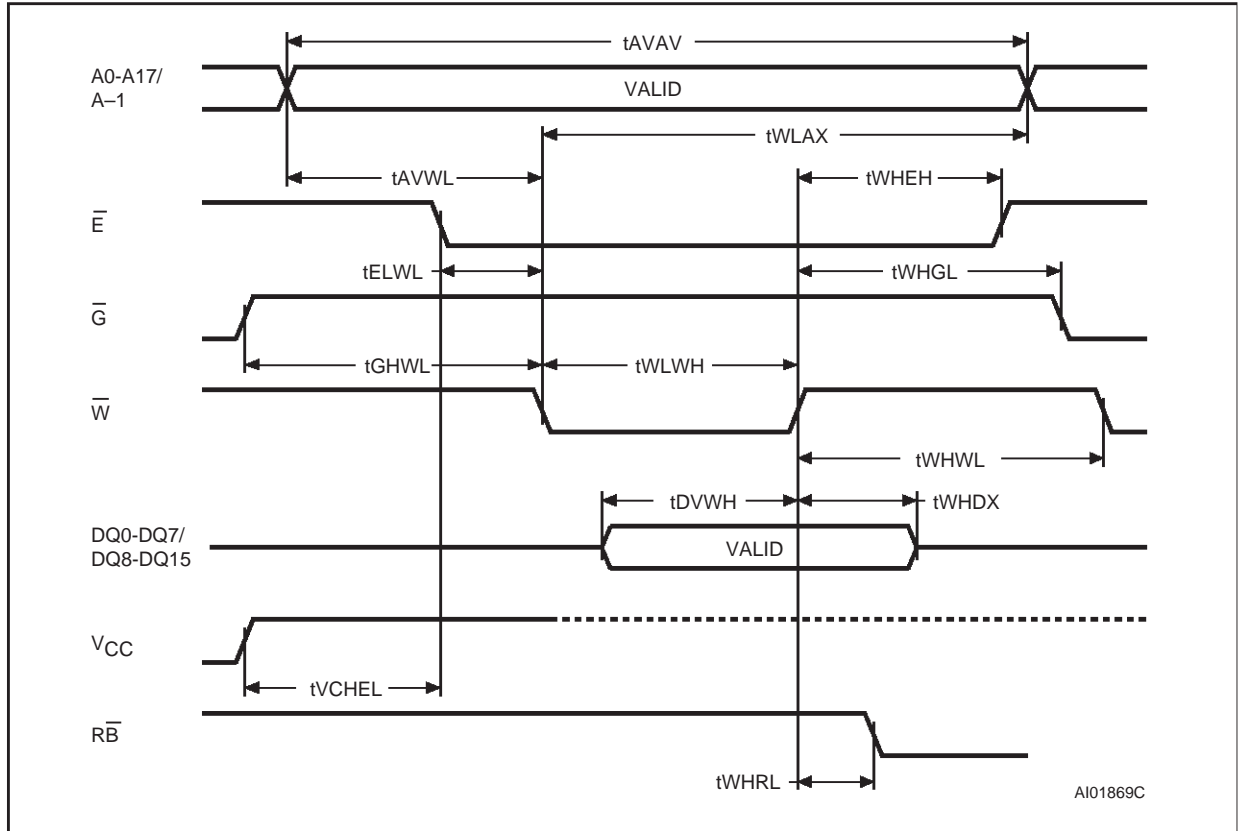 tAVAV
A0-A17/
A–1
VALID
tWLAX
tAVWL
tWHEH
E̅
tELWL
tWHGL
G̅
tGHWL
tWLWH
W̅
tWHWL
tDVWH
tWHDX
DQ0-DQ7/
DQ8-DQ15
VALID
VCC
tVCHEL
RB̅
tWHRL
AI01869C